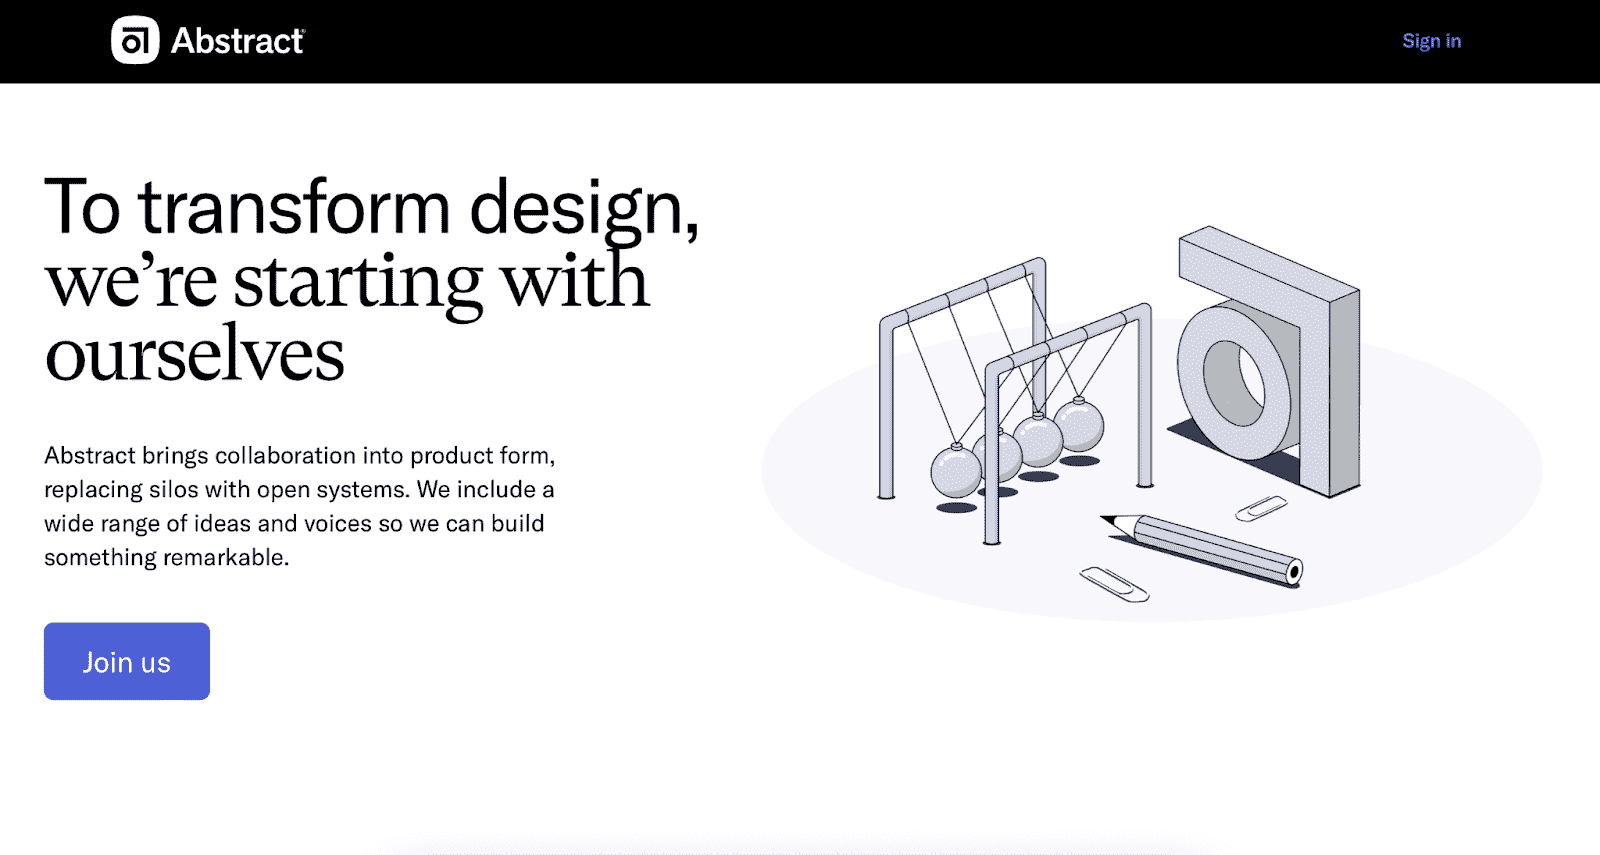 Abstract
Sign in
To transform design,
we’re starting with
ourselves
Abstract brings collaboration into product form,
replacing silos with open systems. We include a
wide range of ideas and voices so we can build
something remarkable.
Join us